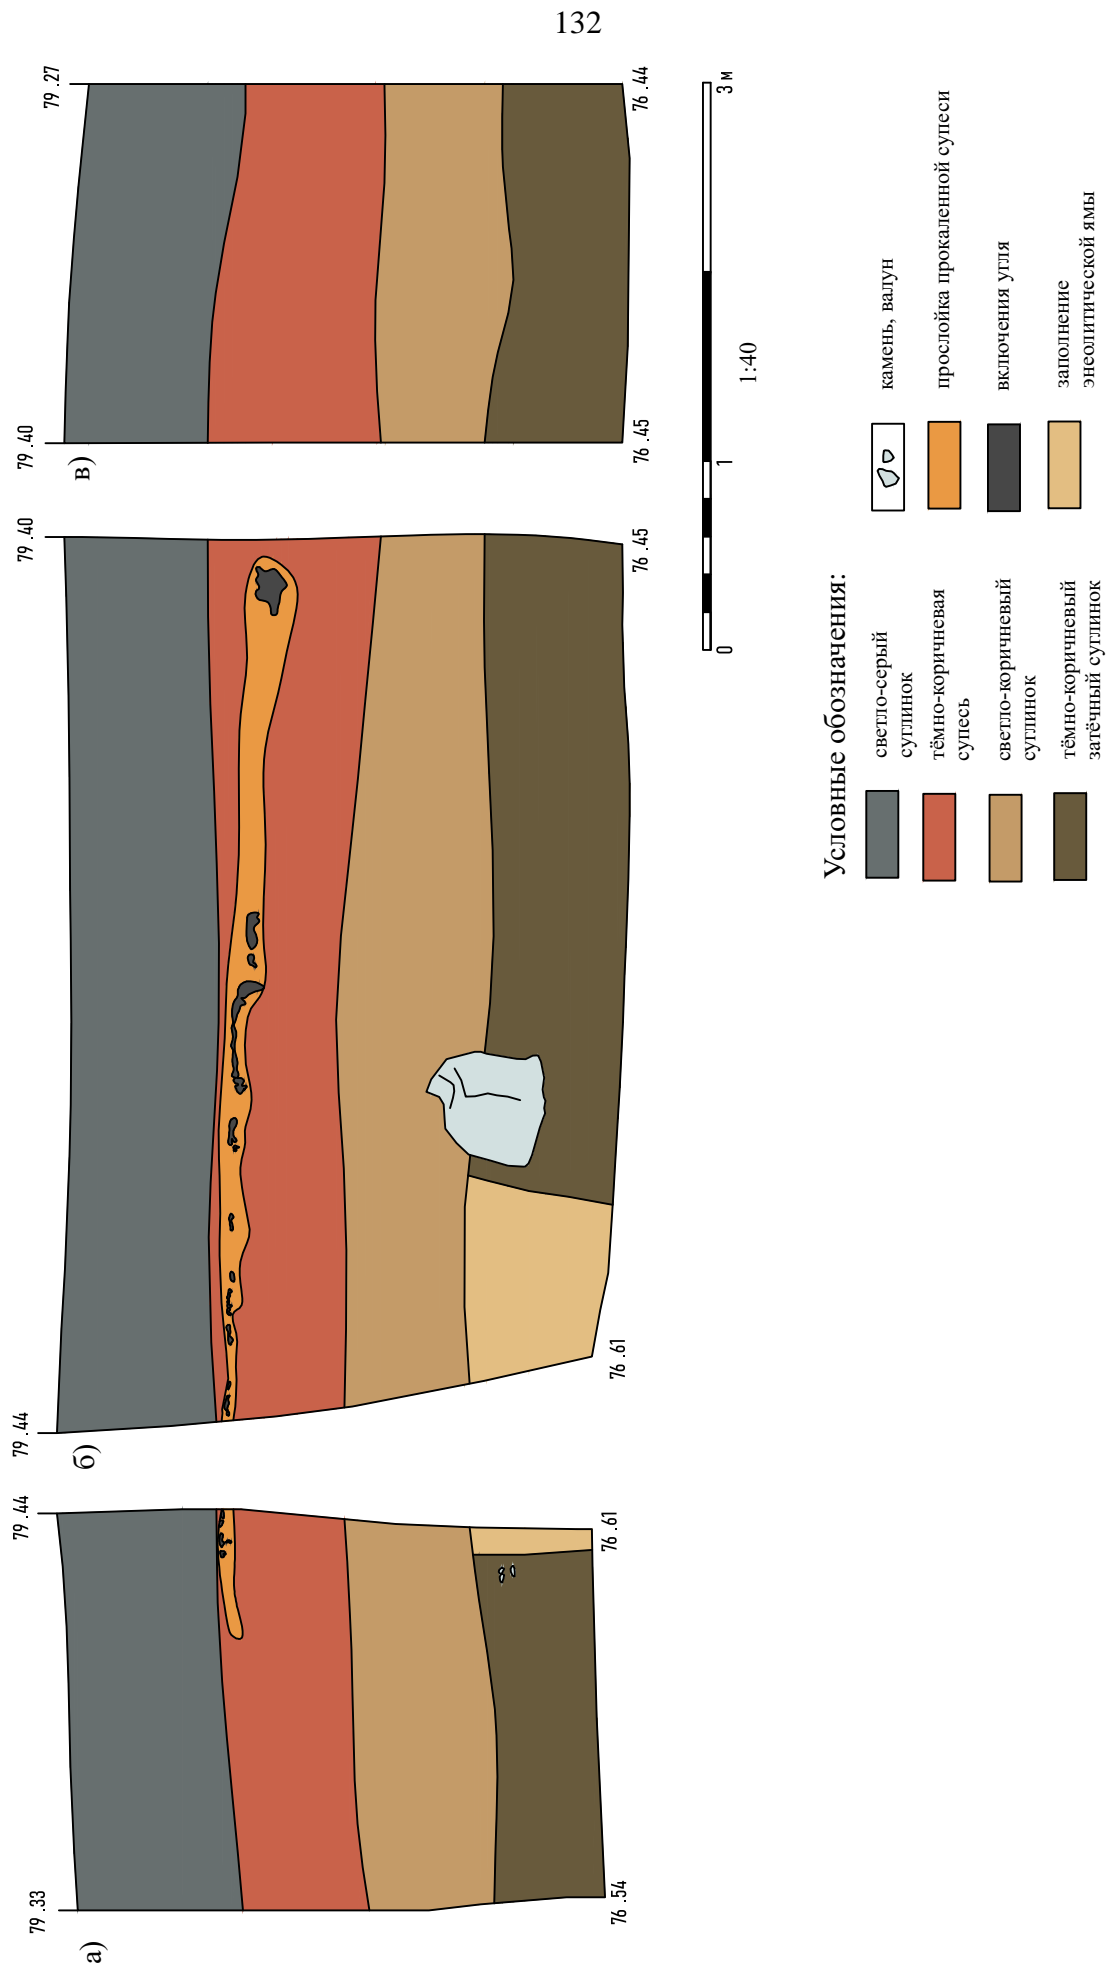 132
а)
79.33
79.44
76.54
76.61
б)
79.44
79.40
76.61
76.45
в)
79.40
79.27
76.45
76.44
0
1
3 м
1:40
Условные обозначения:
светло-серый
суглинок
тёмно-коричневая
супесь
светло-коричневый
суглинок
тёмно-коричневый
затёчный суглинок
камень, валун
прослойка прокаленной супеси
включения угля
заполнение
энеолитической ямы